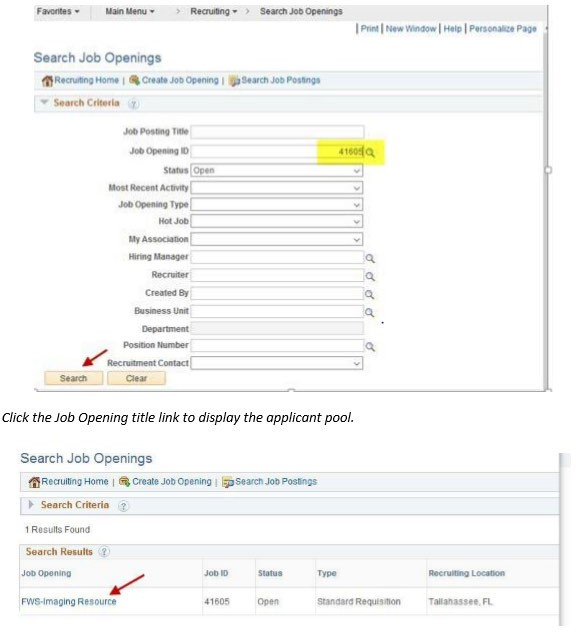 Favorites Main Menu > Recruiting > Search Job Openings
| Print | New Window | Help | Personalize Page
Search Job Openings
Recruiting Home | Create Job Opening | Search Job Postings
Search Criteria ?
Job Posting Title
Job Opening ID 41605
Status Open
Most Recent Activity
Job Opening Type
Hot Job
My Association
Hiring Manager
Recruiter
Created By
Business Unit
Department
Position Number
Recruitment Contact
Search Clear
Click the Job Opening title link to display the applicant pool.
Search Job Openings
Recruiting Home | Create Job Opening | Search Job Postings
Search Criteria ?
1 Results Found
Search Results ?
Job Opening Job ID Status Type Recruiting Location
FWS-Imaging Resource 41605 Open Standard Requisition Tallahassee, FL